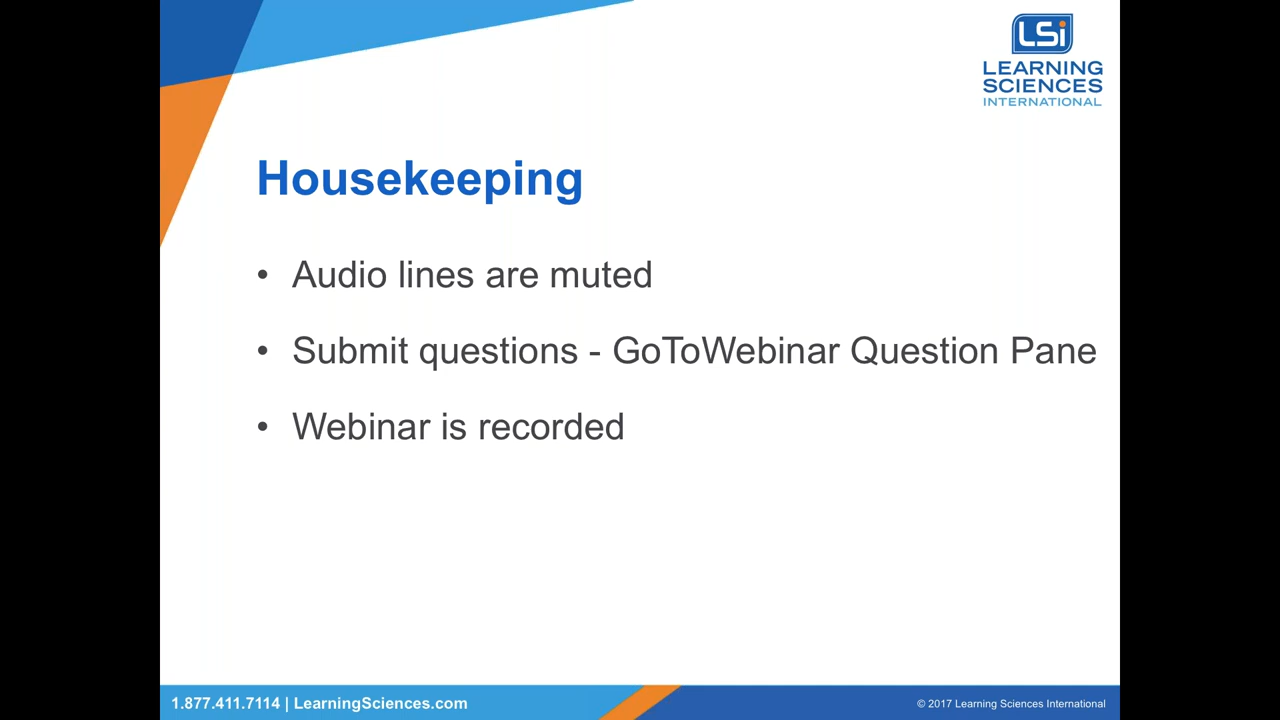 LSi
LEARNING
SCIENCES
INTERNATIONAL
Housekeeping
• Audio lines are muted
• Submit questions - GoToWebinar Question Pane
• Webinar is recorded
1.877.411.7114 | LearningSciences.com
© 2017 Learning Sciences International